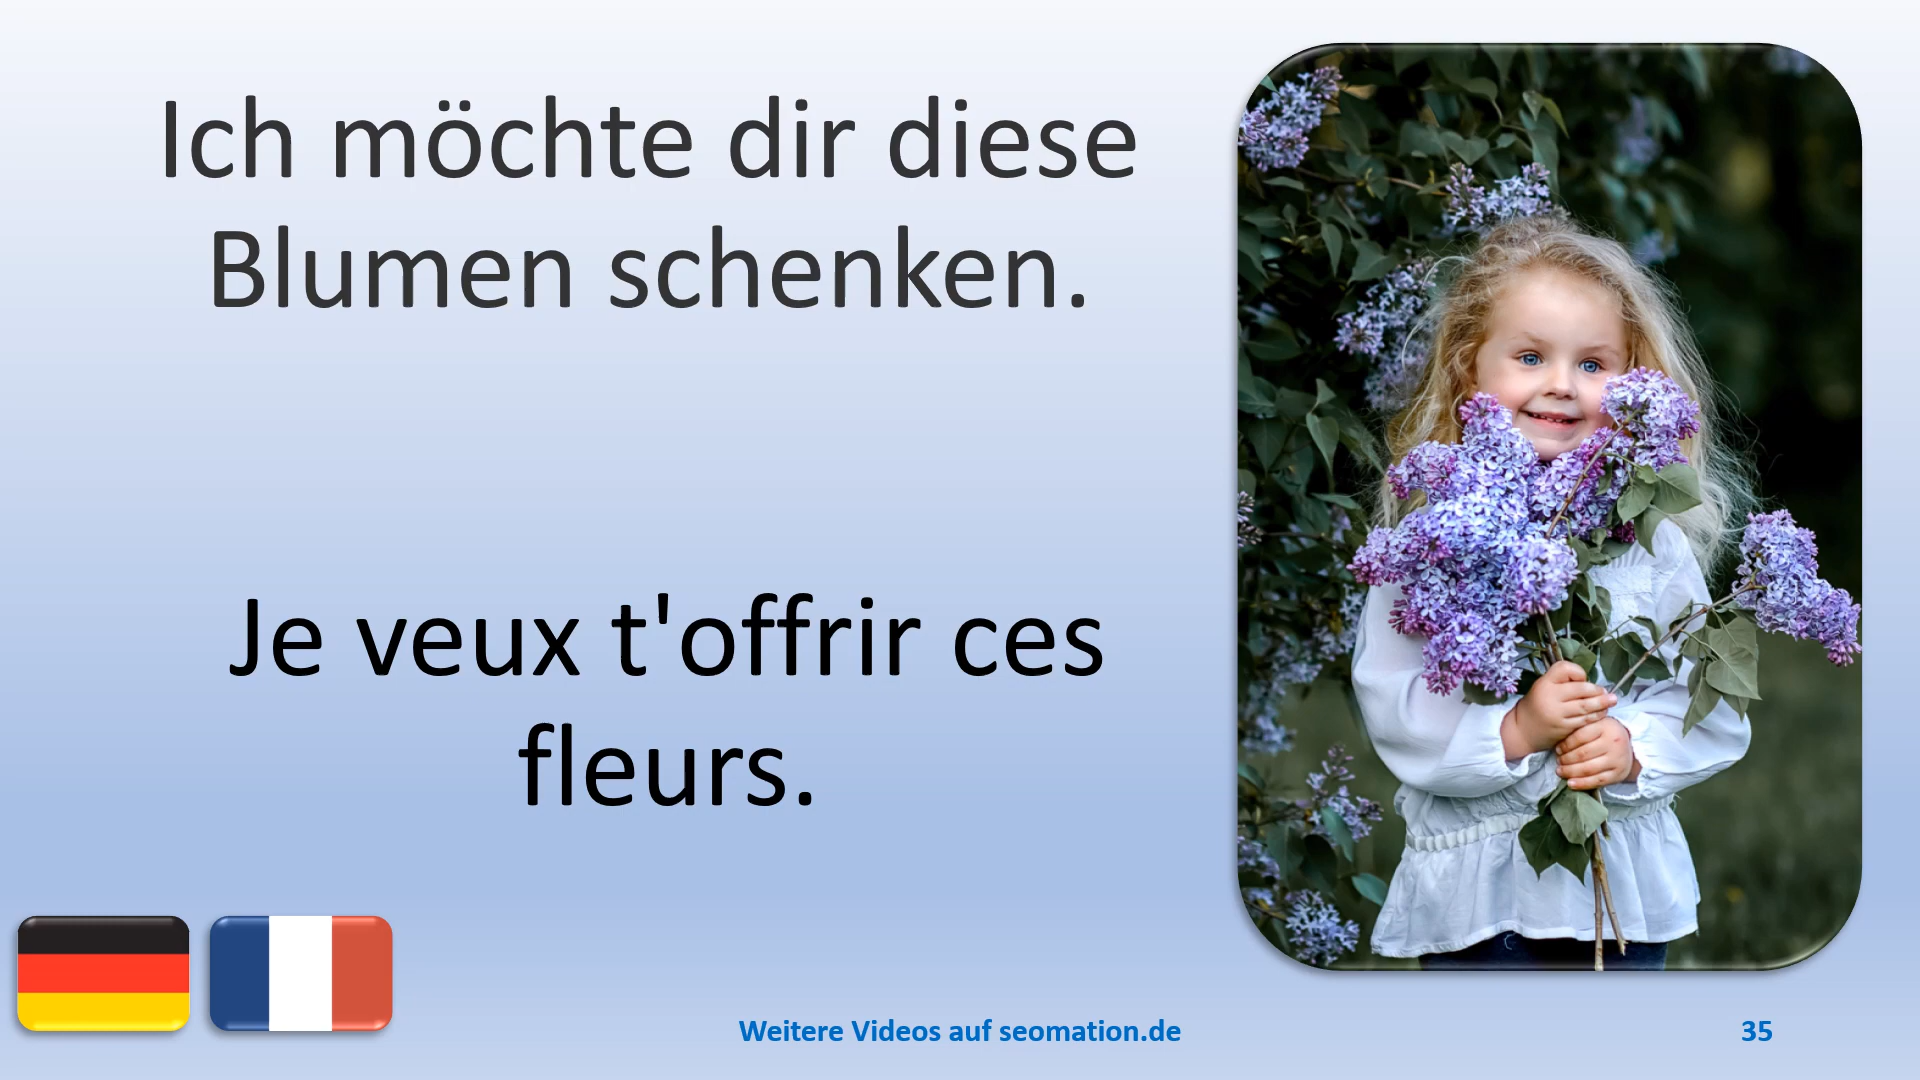 Ich möchte dir diese
Blumen schenken.
Je veux t'offrir ces
fleurs.
Weitere Videos auf seomation.de
35